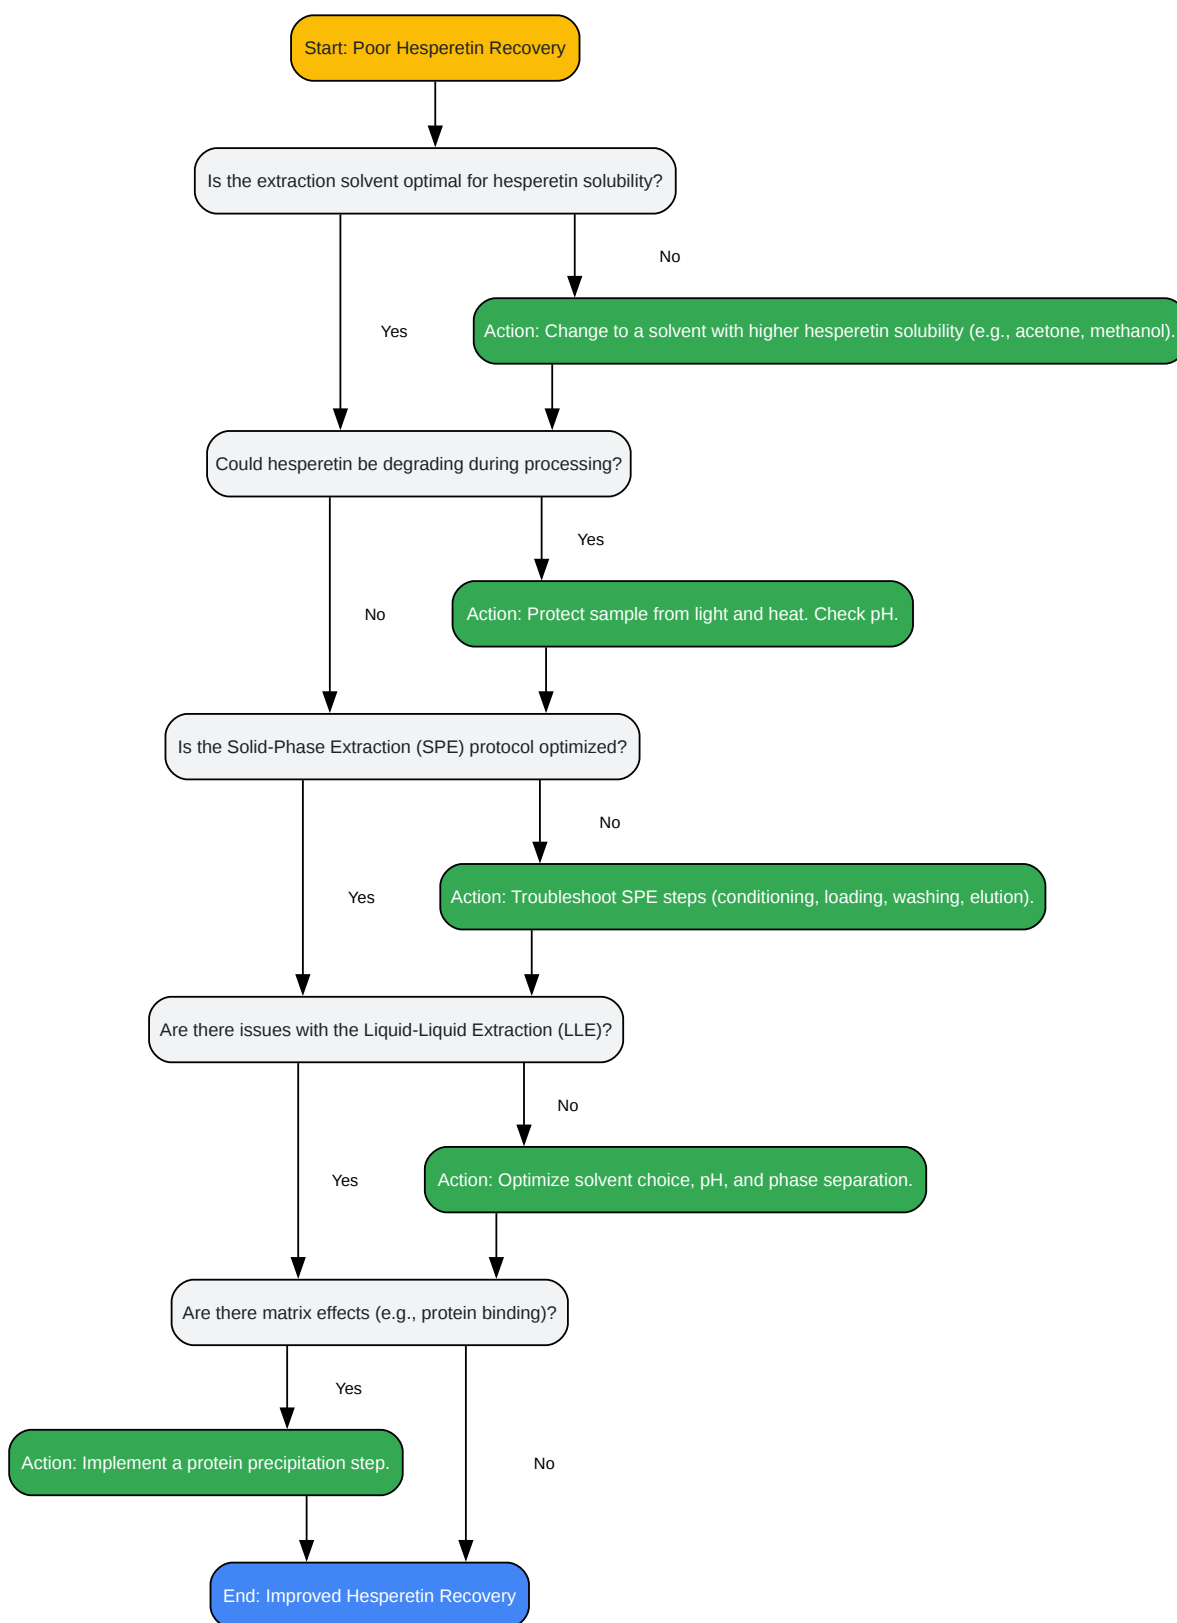 Start: Poor Hesperetin Recovery
Is the extraction solvent optimal for hesperetin solubility?
No
Yes
Action: Change to a solvent with higher hesperetin solubility (e.g., acetone, methanol).
Could hesperetin be degrading during processing?
Yes
No
Action: Protect sample from light and heat. Check pH.
Is the Solid-Phase Extraction (SPE) protocol optimized?
No
Yes
Action: Troubleshoot SPE steps (conditioning, loading, washing, elution).
Are there issues with the Liquid-Liquid Extraction (LLE)?
No
Yes
Action: Optimize solvent choice, pH, and phase separation.
Are there matrix effects (e.g., protein binding)?
Yes
Action: Implement a protein precipitation step.
No
End: Improved Hesperetin Recovery